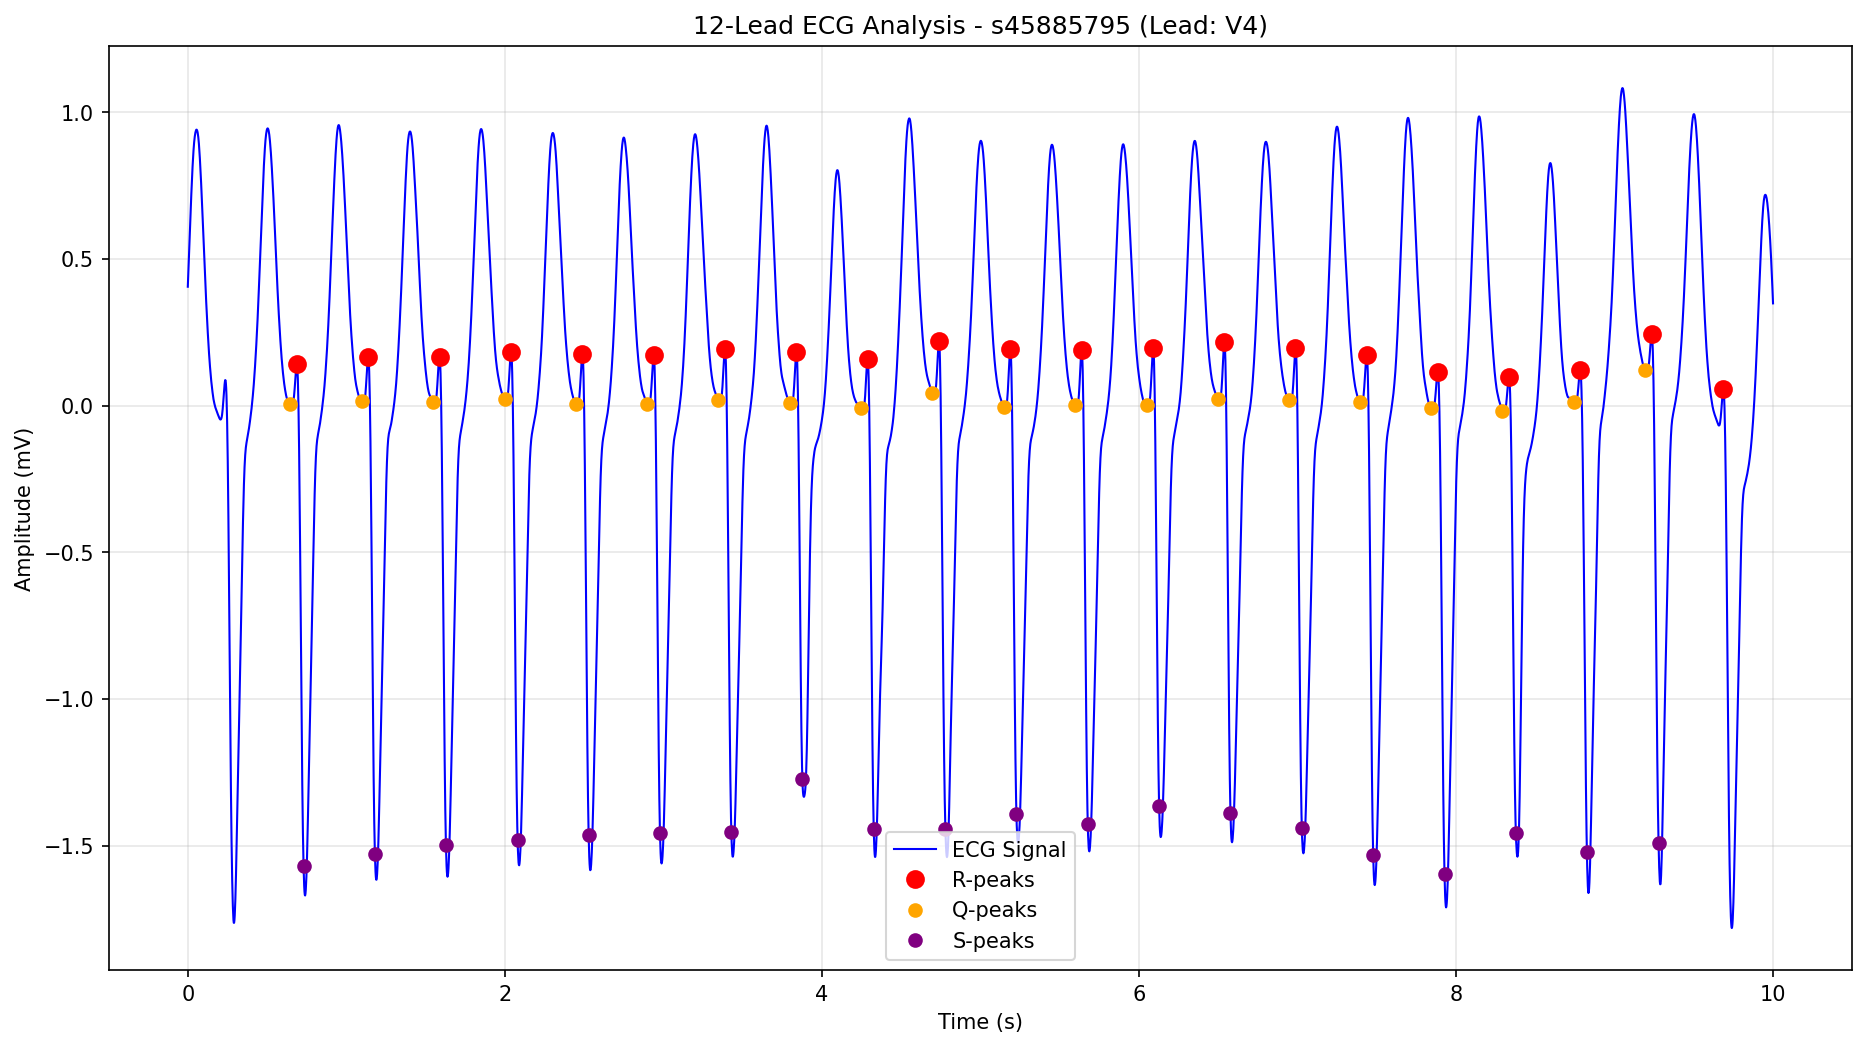 12-Lead ECG Analysis - s45885795 (Lead: V4)
Amplitude (mV)
1.0
0.5
0.0
−0.5
−1.0
−1.5
ECG Signal
R-peaks
Q-peaks
S-peaks
0 2 4 6 8 10
Time (s)